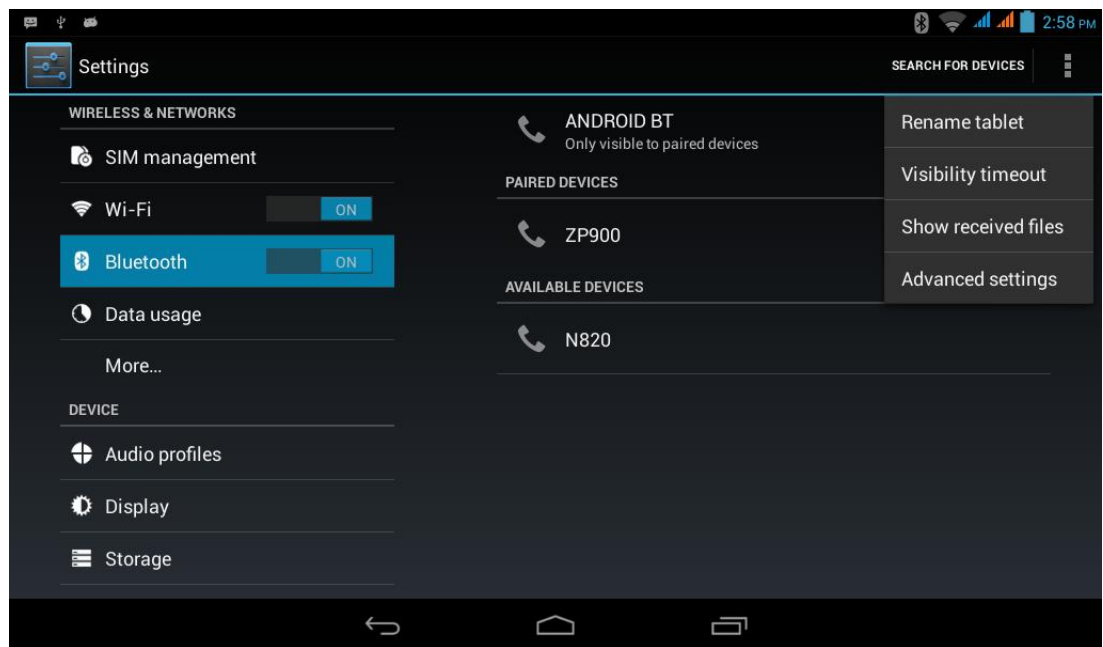 2:58 PM
Settings
SEARCH FOR DEVICES
WIRELESS & NETWORKS
SIM management
Wi-Fi ON
Bluetooth ON
Data usage
More...
DEVICE
Audio profiles
Display
Storage
ANDROID BT
Only visible to paired devices
PAIRED DEVICES
ZP900
AVAILABLE DEVICES
N820
Rename tablet
Visibility timeout
Show received files
Advanced settings